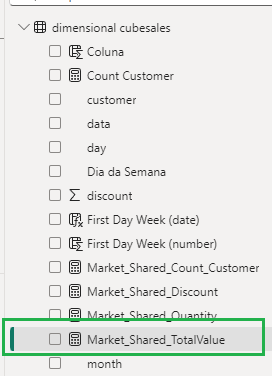 dimensional cubesales
Coluna
Count Customer
customer
data
day
Dia da Semana
discount
First Day Week (date)
First Day Week (number)
Market_Shared_Count_Customer
Market_Shared_Discount
Market_Shared_Quantity
Market_Shared_TotalValue
month